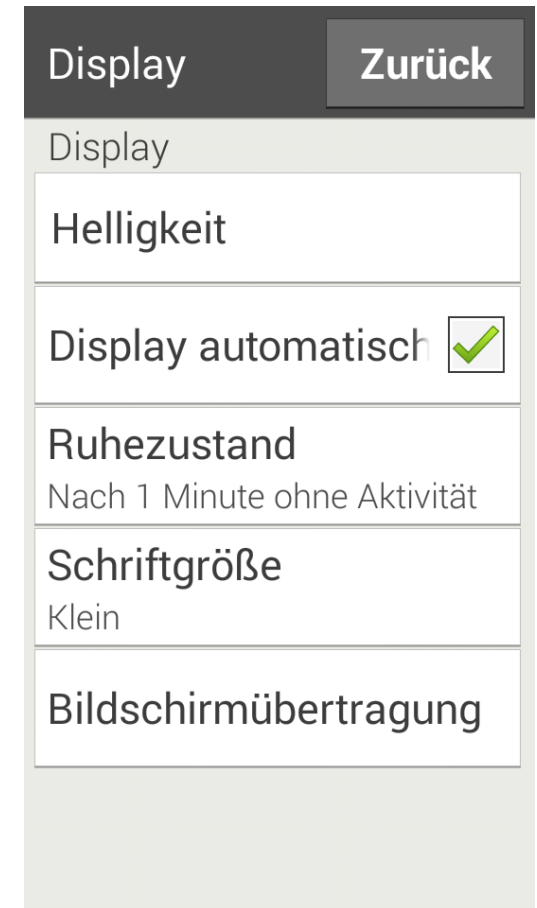 Display
Zurück
Display
Helligkeit
Display automatisch
Ruhezustand
Nach 1 Minute ohne Aktivität
Schriftgröße
Klein
Bildschirmübertragung